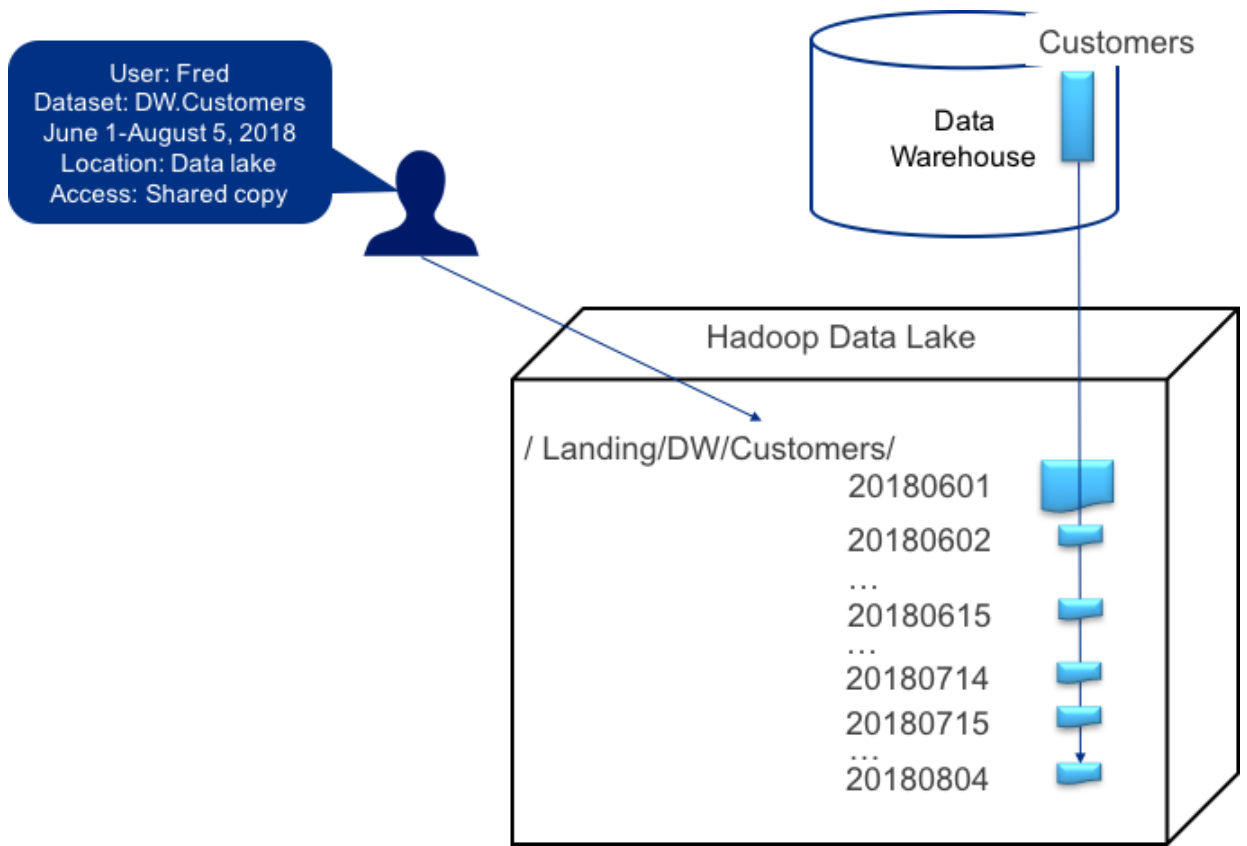 User: Fred
Dataset: DW.Customers
June 1-August 5, 2018
Location: Data lake
Access: Shared copy
Customers
Data
Warehouse
Hadoop Data Lake
/ Landing/DW/Customers/
20180601
20180602
...
20180615
...
20180714
20180715
...
20180804